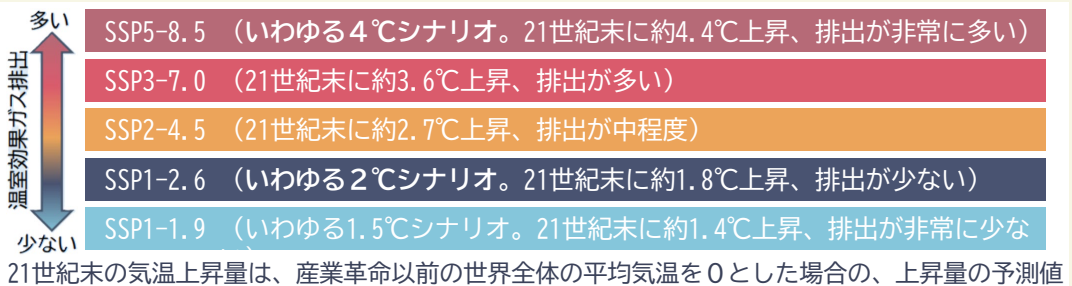 多い
SSP5-8.5 (いわゆる4℃シナリオ。21世紀末に約4.4℃上昇、排出が非常に多い)
SSP3-7.0 (21世紀末に約3.6℃上昇、排出が多い)
SSP2-4.5 (21世紀末に約2.7℃上昇、排出が中程度)
SSP1-2.6 (いわゆる2℃シナリオ。21世紀末に約1.8℃上昇、排出が少ない)
SSP1-1.9 (いわゆる1.5℃シナリオ。21世紀末に約1.4℃上昇、排出が非常に少な
温室効果ガス排出
少ない
21世紀末の気温上昇量は、産業革命以前の世界全体の平均気温を0とした場合の、上昇量の予測値